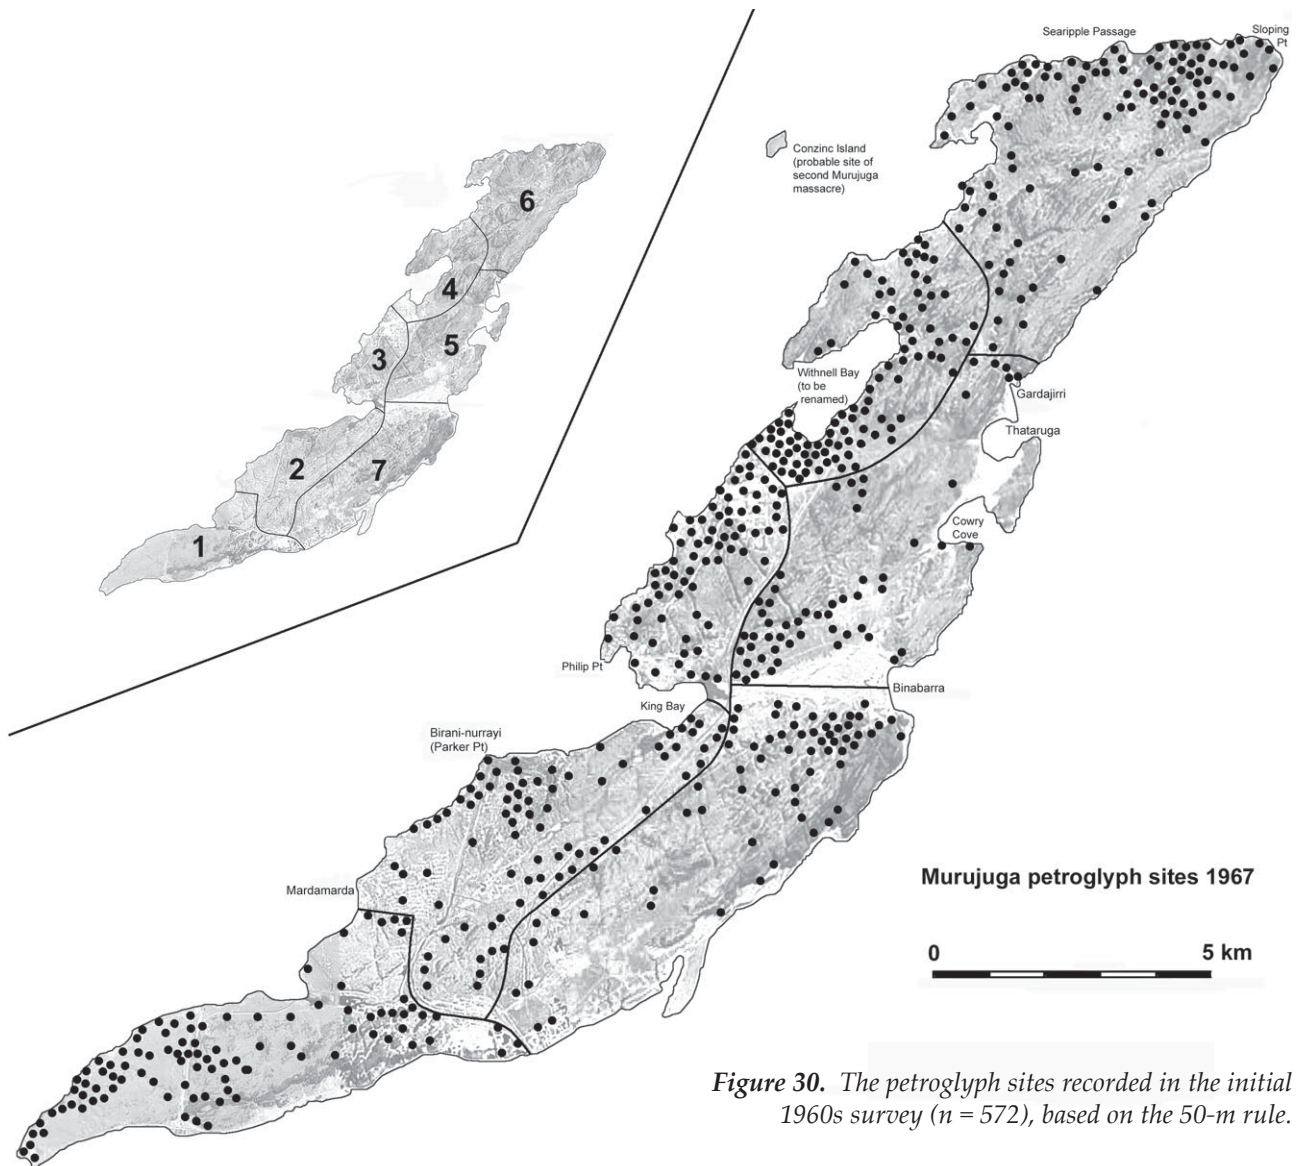 Searipple Passage
Sloping
Pt
Conzinc Island
(probable site of
second Murujuga
massacre)
6
4
5
3
2
7
1
Withnell Bay
(to be
renamed)
Gardajirri
Thataruga
Cowry
Cove
Philip Pt
Binabarra
King Bay
Birani-nurrayi
(Parker Pt)
Mardamarda
Murujuga petroglyph sites 1967
0 5 km
Figure 30. The petroglyph sites recorded in the initial
1960s survey (n = 572), based on the 50-m rule.